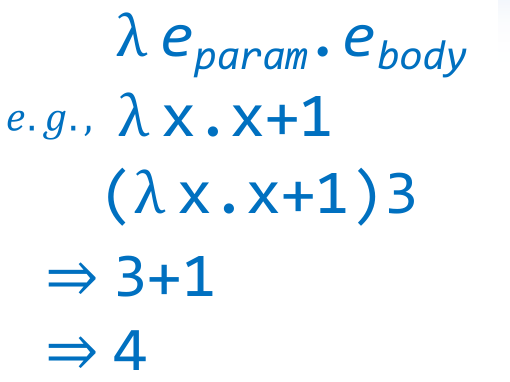 λ e_param.e_body
e.g., λ x.x+1
(λ x.x+1)3
⇒ 3+1
⇒ 4